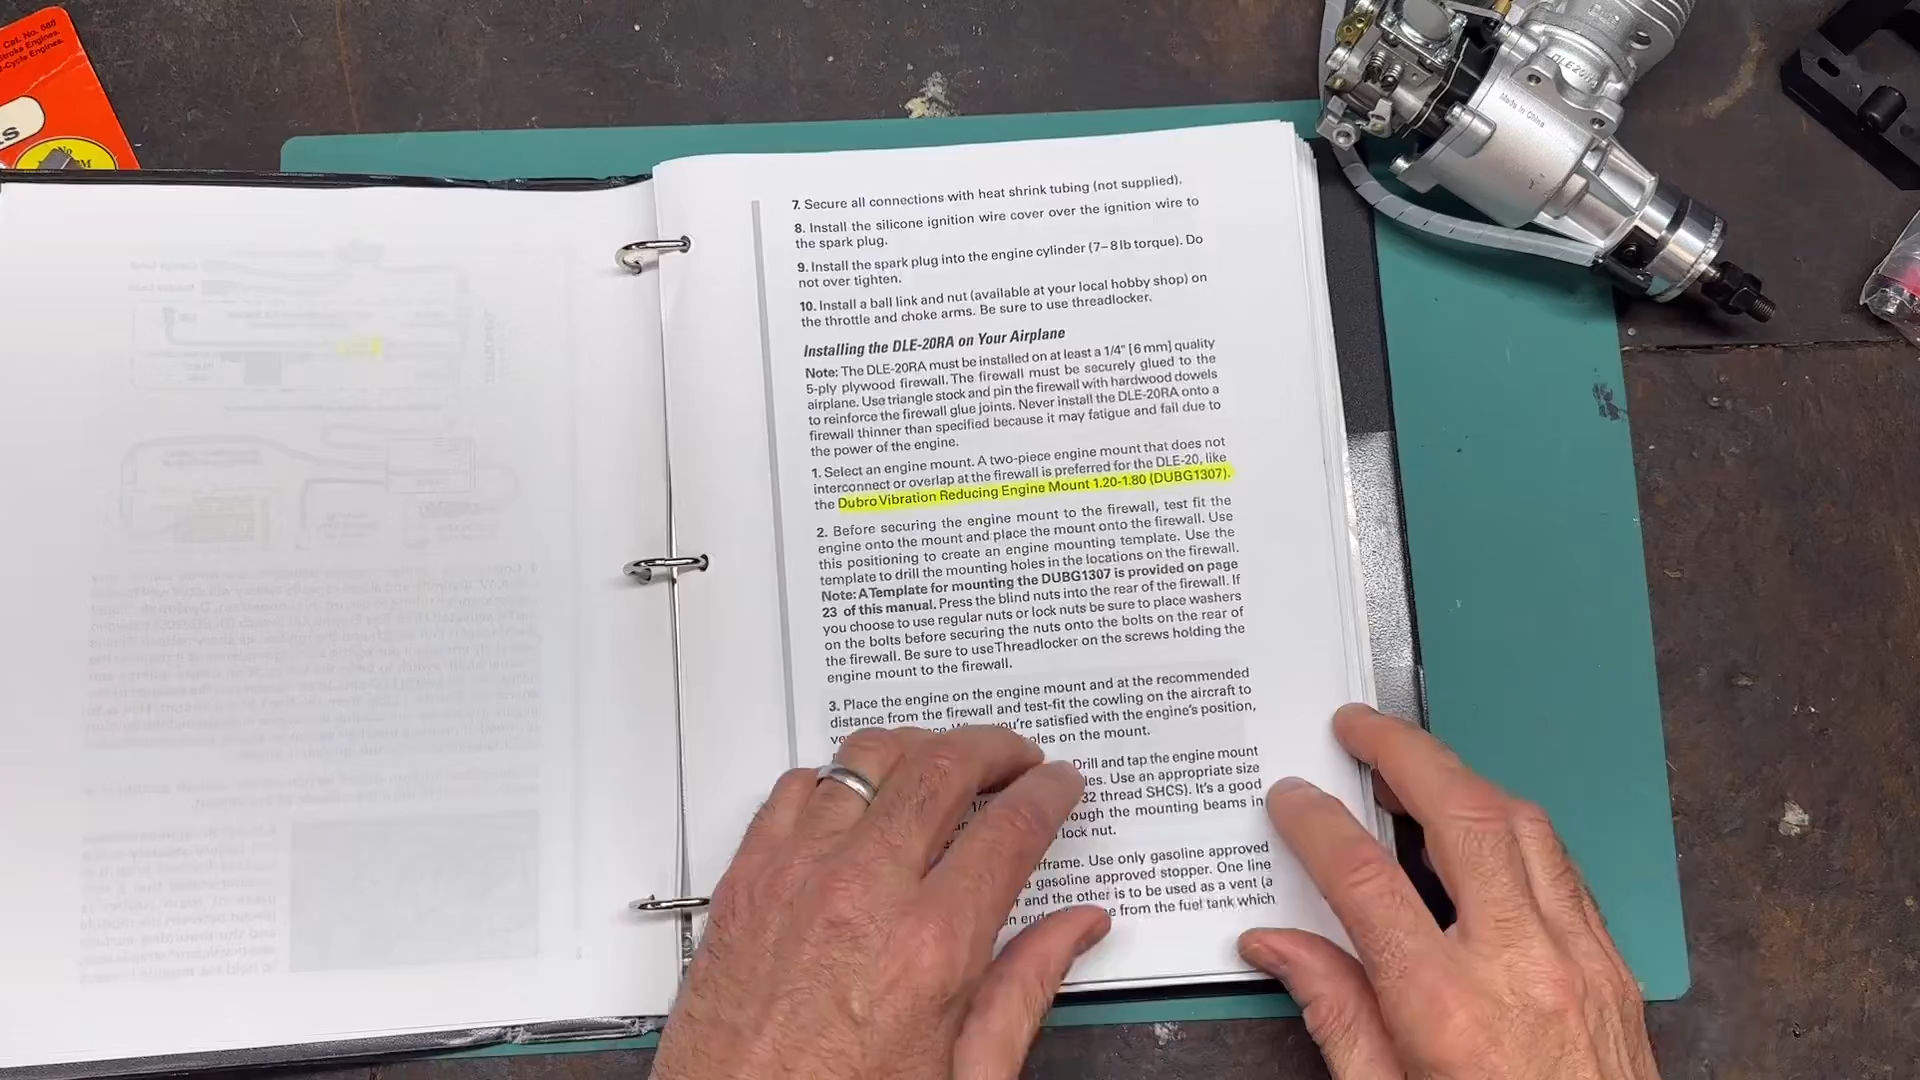 Cat. No. 668
Stroke Engines.
-Cycle Engines.
S
No
7. Secure all connections with heat shrink tubing (not supplied).
8. Install the silicone ignition wire cover over the ignition wire to
the spark plug.
9. Install the spark plug into the engine cylinder (7–8 lb torque). Do
not over tighten.
10. Install a ball link and nut (available at your local hobby shop) on
the throttle and choke arms. Be sure to use threadlocker.
Installing the DLE-20RA on Your Airplane
Note: The DLE-20RA must be installed on at least a 1/4" [6 mm] quality
5-ply plywood firewall. The firewall must be securely glued to the
airplane. Use triangle stock and pin the firewall with hardwood dowels
to reinforce the firewall glue joints. Never install the DLE-20RA onto a
firewall thinner than specified because it may fatigue and fail due to
the power of the engine.
1. Select an engine mount. A two-piece engine mount that does not
interconnect or overlap at the firewall is preferred for the DLE-20, like
the Dubro Vibration Reducing Engine Mount 1.20-1.80 (DUBG1307).
2. Before securing the engine mount to the firewall, test fit the
engine onto the mount and place the mount onto the firewall. Use
this positioning to create an engine mounting template. Use the
template to drill the mounting holes in the locations on the firewall.
Note: A Template for mounting the DUBG1307 is provided on page
23 of this manual. Press the blind nuts into the rear of the firewall. If
you choose to use regular nuts or lock nuts be sure to place washers
on the bolts before securing the nuts onto the bolts on the rear of
the firewall. Be sure to use Threadlocker on the screws holding the
engine mount to the firewall.
3. Place the engine on the engine mount and at the recommended
distance from the firewall and test-fit the cowling on the aircraft to
you're satisfied with the engine's position,
oles on the mount.
Drill and tap the engine mount
les. Use an appropriate size
32 thread SHCS). It's a good
rough the mounting beams in
lock nut.
rframe. Use only gasoline approved
a gasoline approved stopper. One line
and the other is to be used as a vent (a
from the fuel tank which
DLE20RA
Made in China